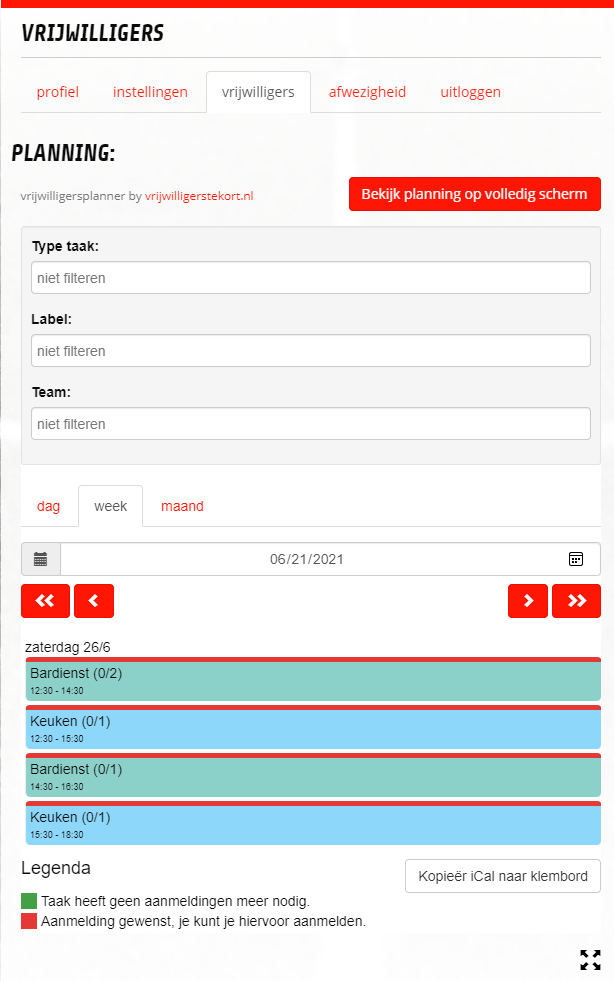 VRIJWILLIGERS
profiel instellingen vrijwilligers afwezigheid uitloggen
PLANNING:
vrijwilligersplanner by vrijwilligerstekort.nl Bekijk planning op volledig scherm
Type taak:
niet filteren
Label:
niet filteren
Team:
niet filteren
dag week maand
06/21/2021
zaterdag 26/6
Bardienst (0/2)
12:30 - 14:30
Keuken (0/1)
12:30 - 15:30
Bardienst (0/1)
14:30 - 16:30
Keuken (0/1)
15:30 - 18:30
Legenda Kopieër iCal naar klembord
Taak heeft geen aanmeldingen meer nodig.
Aanmelding gewenst, je kunt je hiervoor aanmelden.